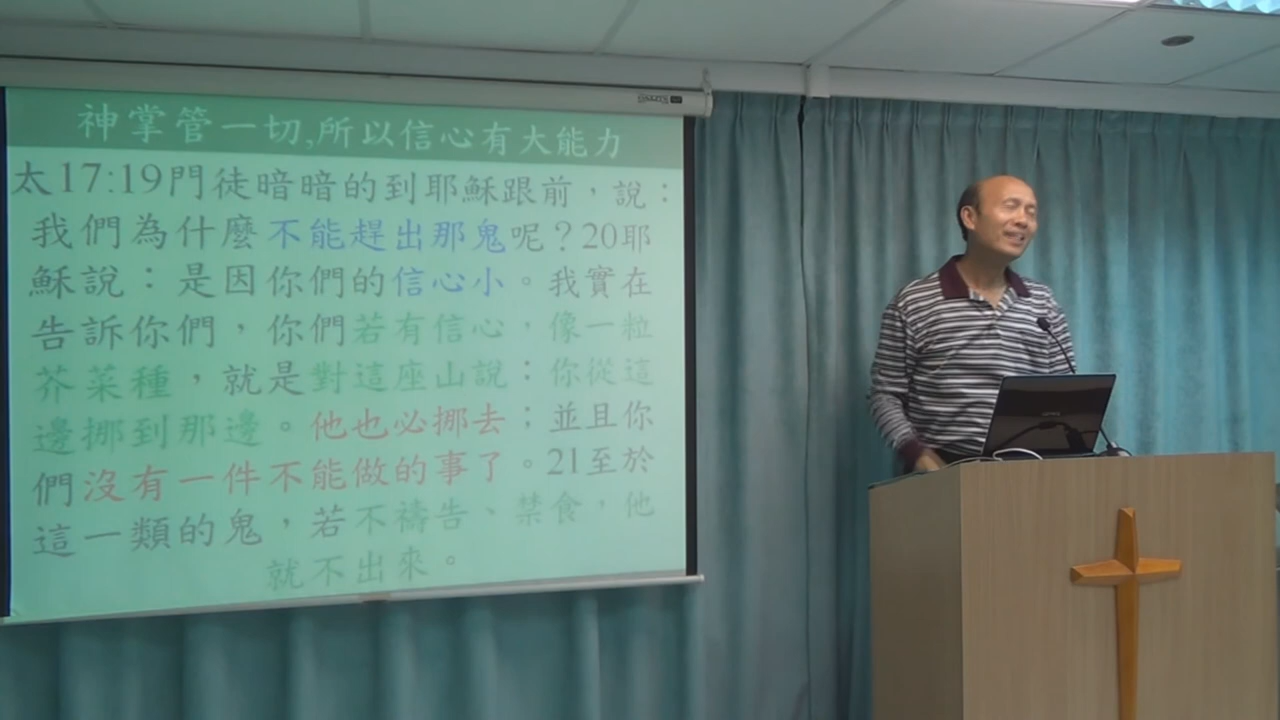 神掌管一切,所以信心有大能力
太17:19門徒暗暗的到耶穌跟前，說：
我們為什麼不能趕出那鬼呢？20耶
穌說：是因你們的信心小。我實在
告訴你們，你們若有信心，像一粒
芥菜種，就是對這座山說：你從這
邊挪到那邊。他也必挪去；並且你
們沒有一件不能做的事了。21至於
這一類的鬼，若不禱告、禁食，他
就不出來。